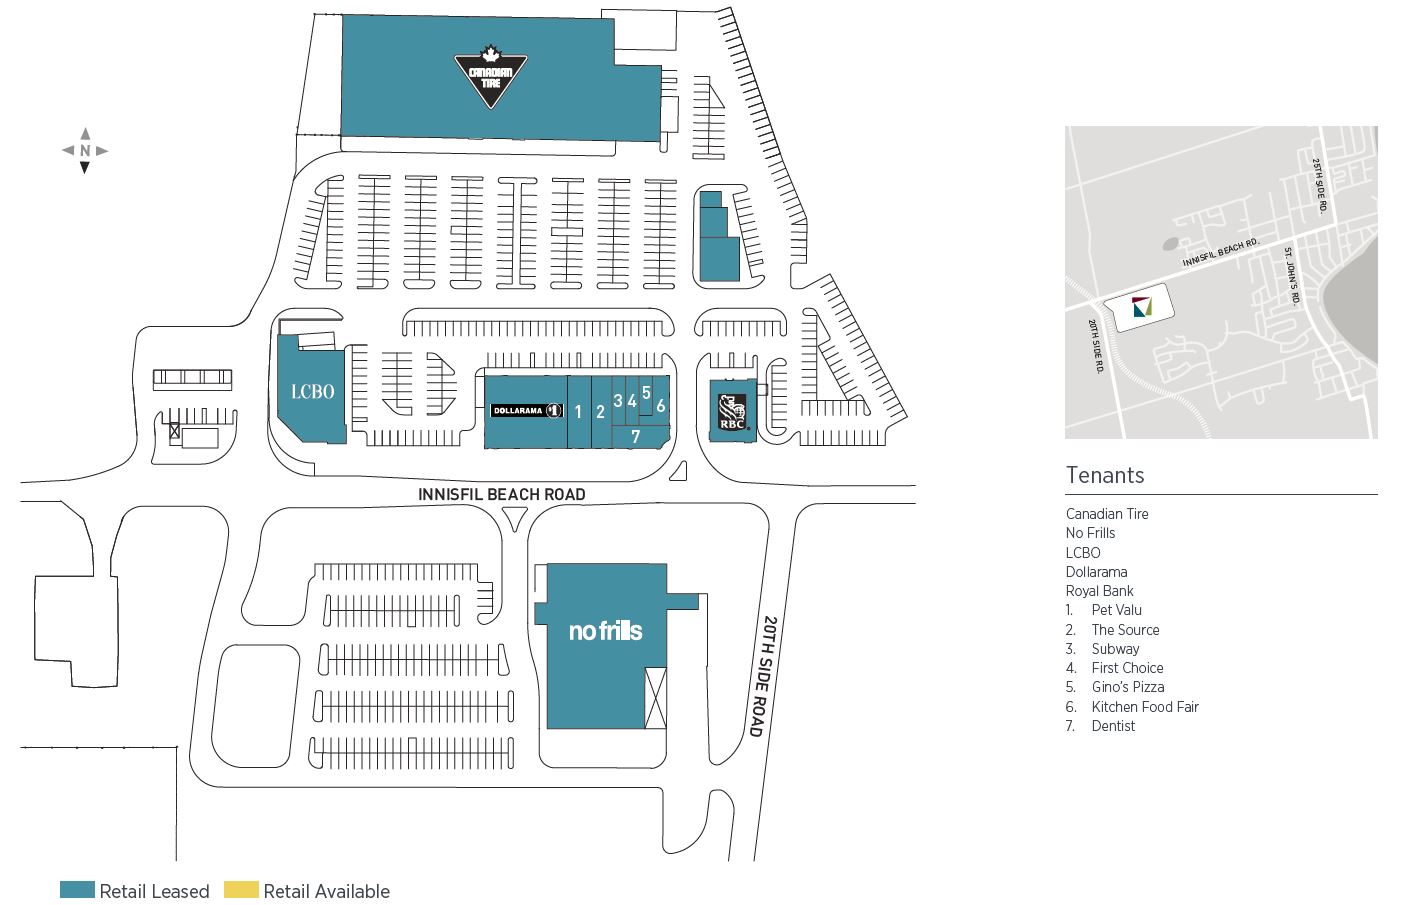 CANADIAN
TIRE
N
LCBO
DOLLARAMA $1
1
2
3
4
5
6
7
RBC
INNISFIL BEACH ROAD
no frills
20TH SIDE ROAD
Retail Leased
Retail Available
25TH SIDE RD.
INNISFIL BEACH RD.
ST. JOHN'S RD.
20TH SIDE RD.
Tenants
Canadian Tire
No Frills
LCBO
Dollarama
Royal Bank
1. Pet Valu
2. The Source
3. Subway
4. First Choice
5. Gino's Pizza
6. Kitchen Food Fair
7. Dentist